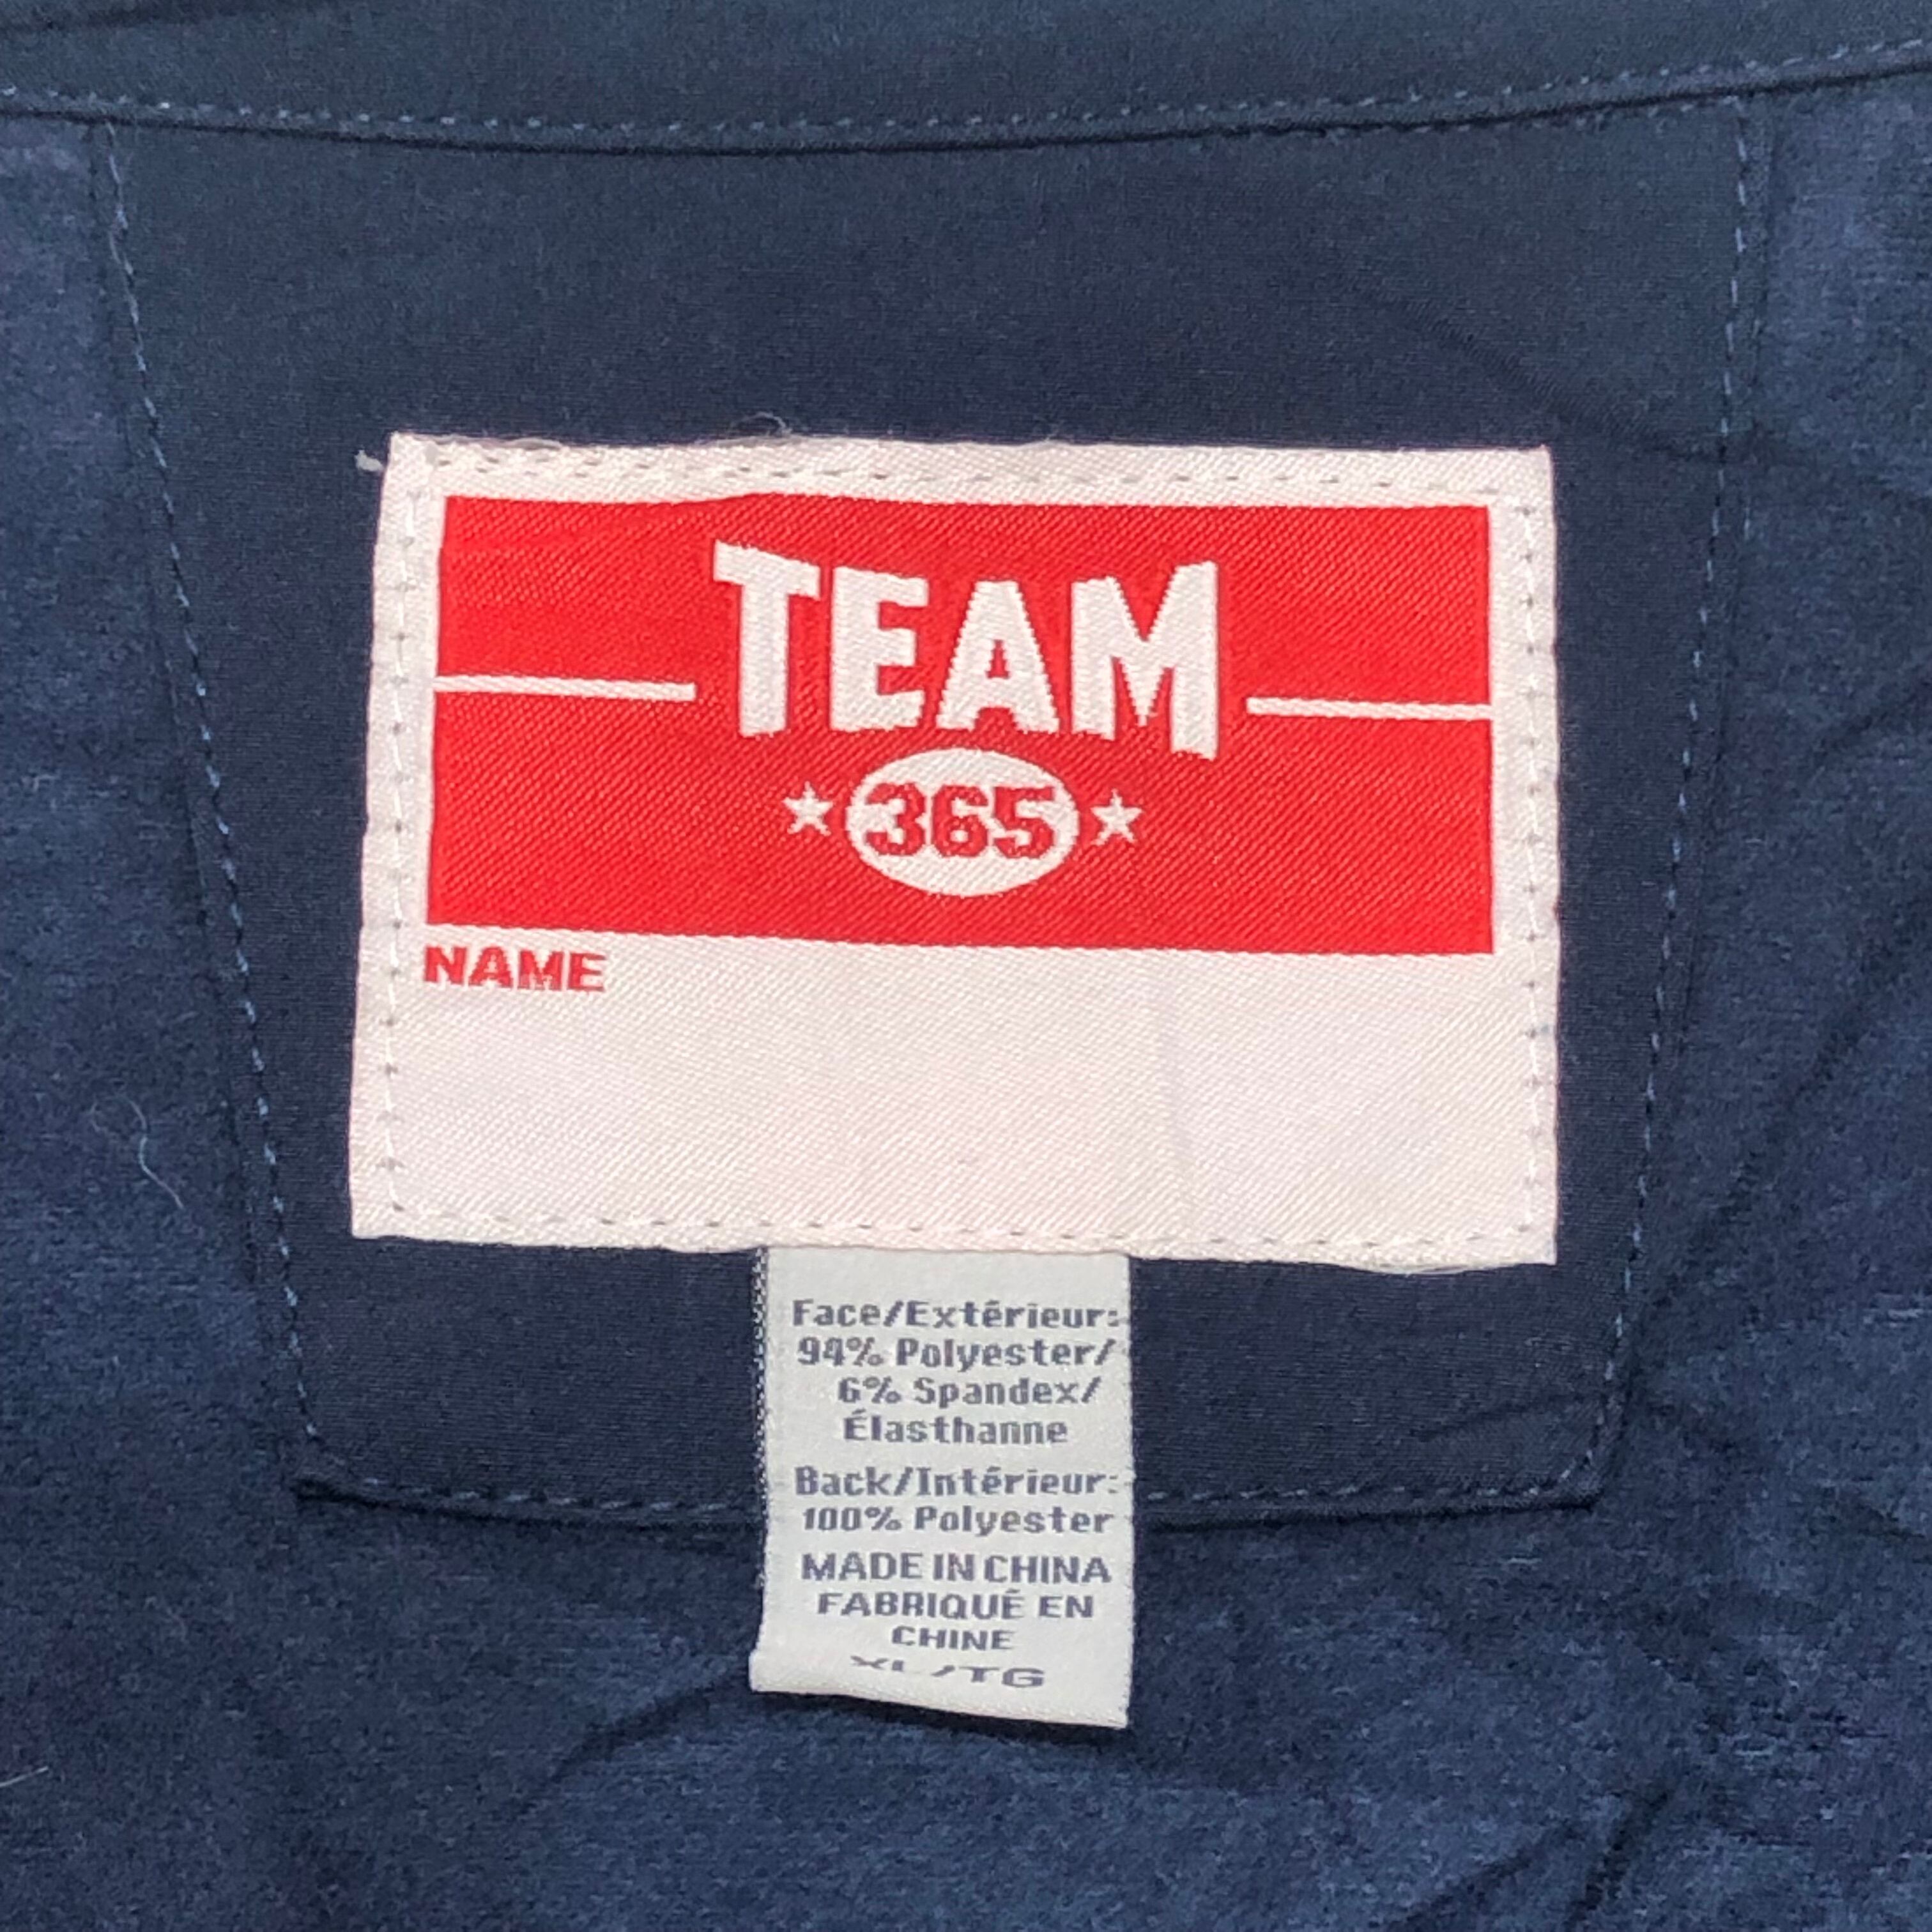 TEAM
365
NAME
Face/Extérieur:
94% Polyester/
6% Spandex/
Élasthanne
Back/Intérieur:
100% Polyester
MADE IN CHINA
FABRIQUÉ EN
CHINE
XL/TG